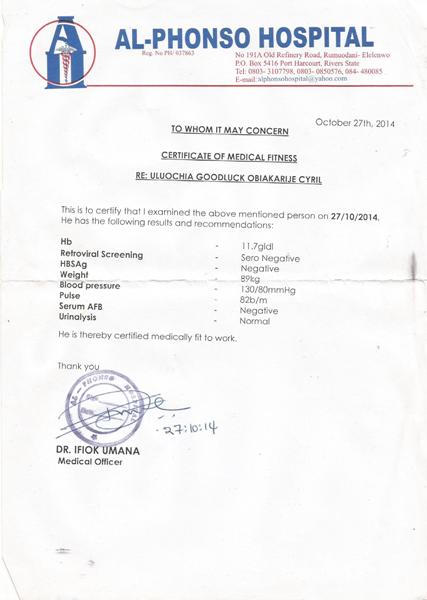 AL-PHONSO HOSPITAL
Reg. No PH/ 037863
No 191A Old Refinery Road, Rumuodani- Elelenwo
P.O. Box 5416 Port Harcourt, Rivers State
Tel: 0803- 3107798, 0803- 0850576, 084- 480085
E-mail:alphonsohospital@yahoo.com
October 27th, 2014
TO WHOM IT MAY CONCERN
CERTIFICATE OF MEDICAL FITNESS
RE: ULUOCHIA GOODLUCK OBIAKARIJE CYRIL
This is to certify that I examined the above mentioned person on 27/10/2014.
He has the following results and recommendations:
Hb - 11.7gldl
Retroviral Screening - Sero Negative
HBSAg - Negative
Weight - 89kg
Blood pressure - 130/80mmHg
Pulse - 82b/m
Serum AFB - Negative
Urinalysis - Normal
He is thereby certified medically fit to work.
Thank you
AL-PHONSO HOSPITAL
27:10:14
DR. IFIOK UMANA
Medical Officer